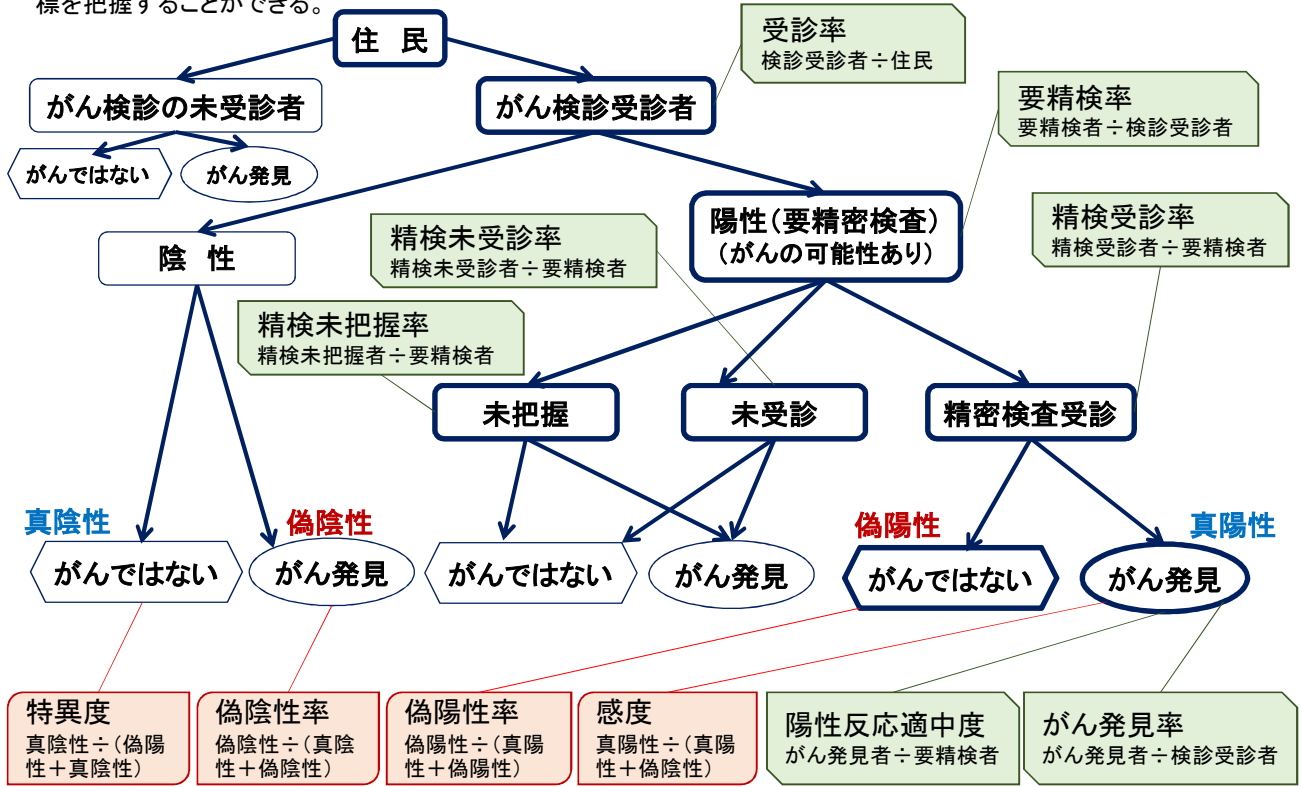 標を把握することができる。
住 民
受診率
検診受診者÷住民
がん検診の未受診者
がん検診受診者
要精検率
要精検者÷検診受診者
がんではない
がん発見
陽性（要精密検査）
（がんの可能性あり）
精検受診率
精検受診者÷要精検者
精検未受診率
精検未受診者÷要精検者
陰 性
精検未把握率
精検未把握者÷要精検者
未把握
未受診
精密検査受診
真陰性
偽陰性
偽陽性
真陽性
がんではない
がん発見
がんではない
がん発見
がんではない
がん発見
特異度
真陰性÷（偽陽
性＋真陰性）
偽陰性率
偽陰性÷（真陰
性＋偽陰性）
偽陽性率
偽陽性÷（真陽
性＋偽陽性）
感度
真陽性÷（真陽
性＋偽陰性）
陽性反応適中度
がん発見者÷要精検者
がん発見率
がん発見者÷検診受診者